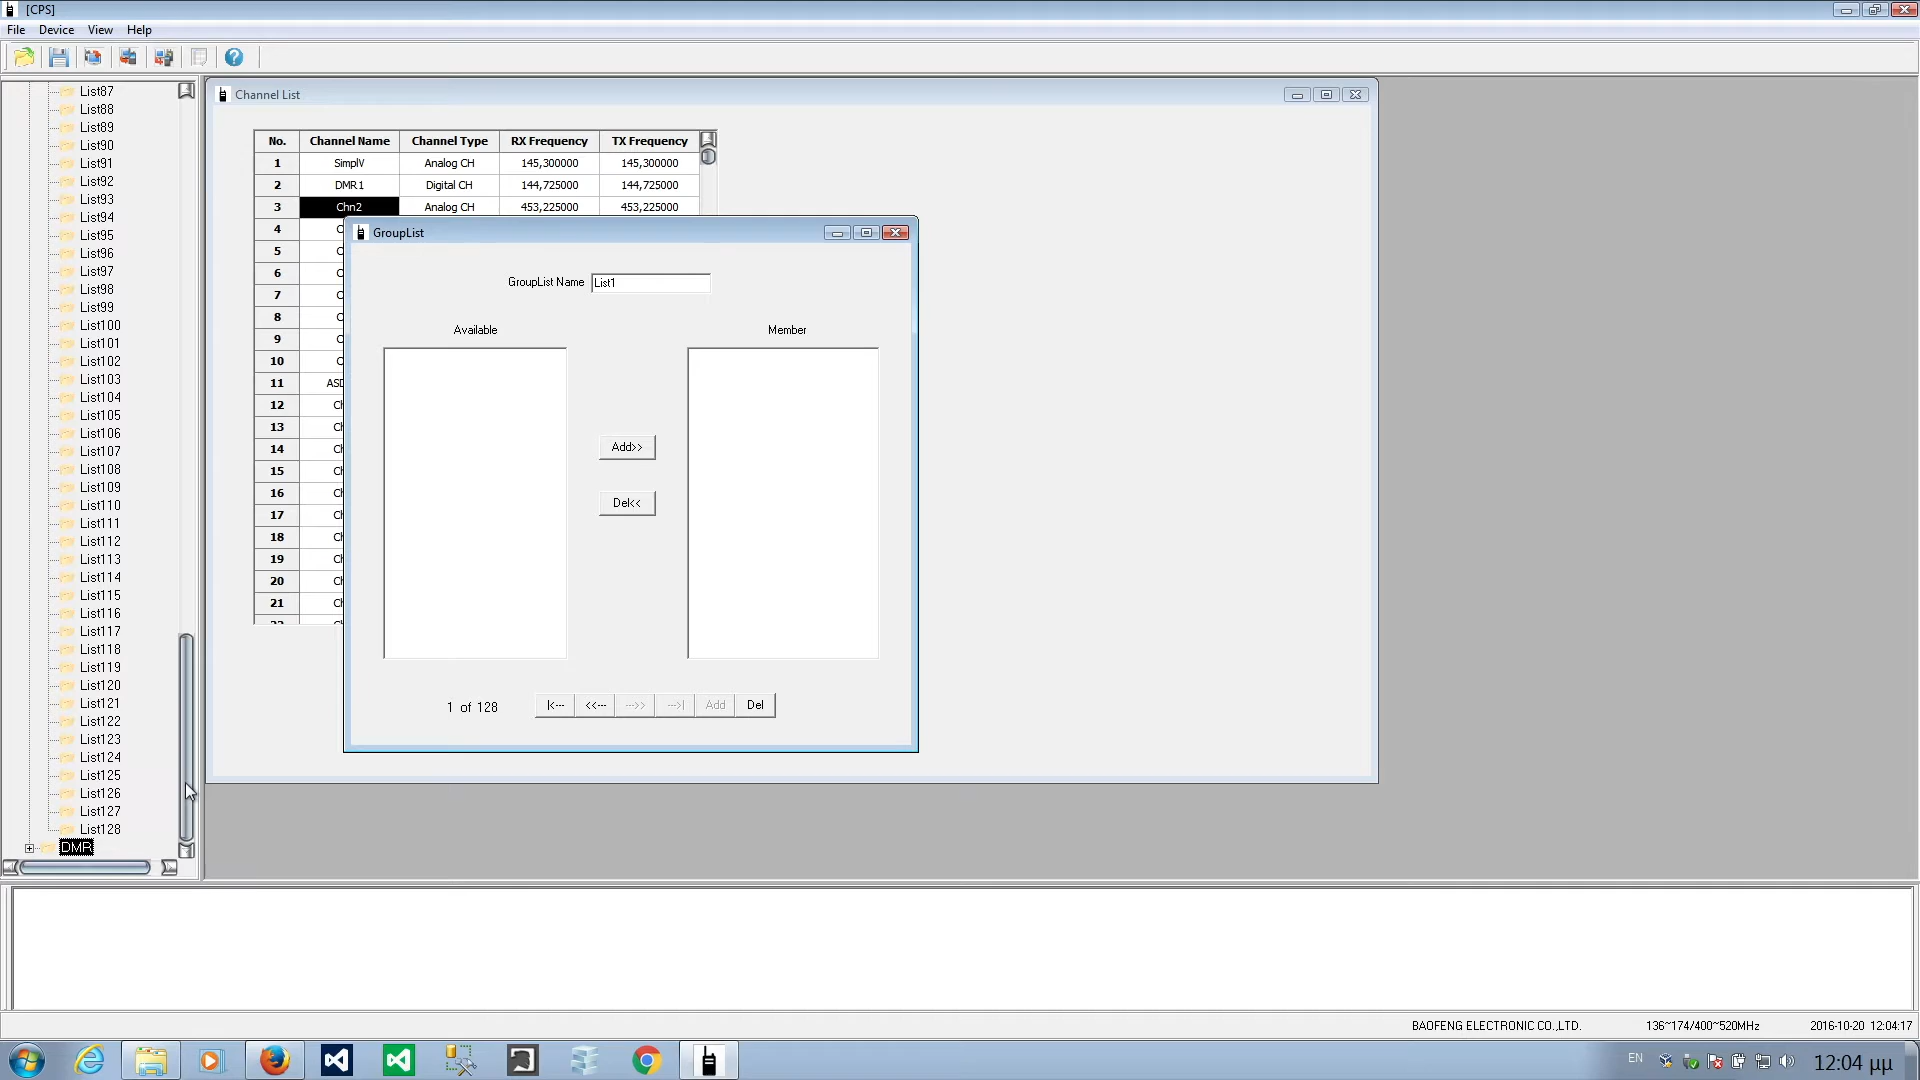 [CPS]
File Device View Help
List87
List88
List89
List90
List91
List92
List93
List94
List95
List96
List97
List98
List99
List100
List101
List102
List103
List104
List105
List106
List107
List108
List109
List110
List111
List112
List113
List114
List115
List116
List117
List118
List119
List120
List121
List122
List123
List124
List125
List126
List127
List128
DMR
Channel List
No. Channel Name Channel Type RX Frequency TX Frequency
1 SimplV Analog CH 145,300000 145,300000
2 DMR1 Digital CH 144,725000 144,725000
3 Chn2 Analog CH 453,225000 453,225000
4
5
6
7
8
9
10
11 ASD
12
13
14
15
16
17
18
19
20
21
GroupList
GroupList Name List1
Available Member
Add>>
Del<<
1 of 128 |<--- <<--- --->> --->| Add Del
BAOFENG ELECTRONIC CO.,LTD. 136~174/400~520MHz 2016-10-20 12:04:17
EN 12:04 μμ